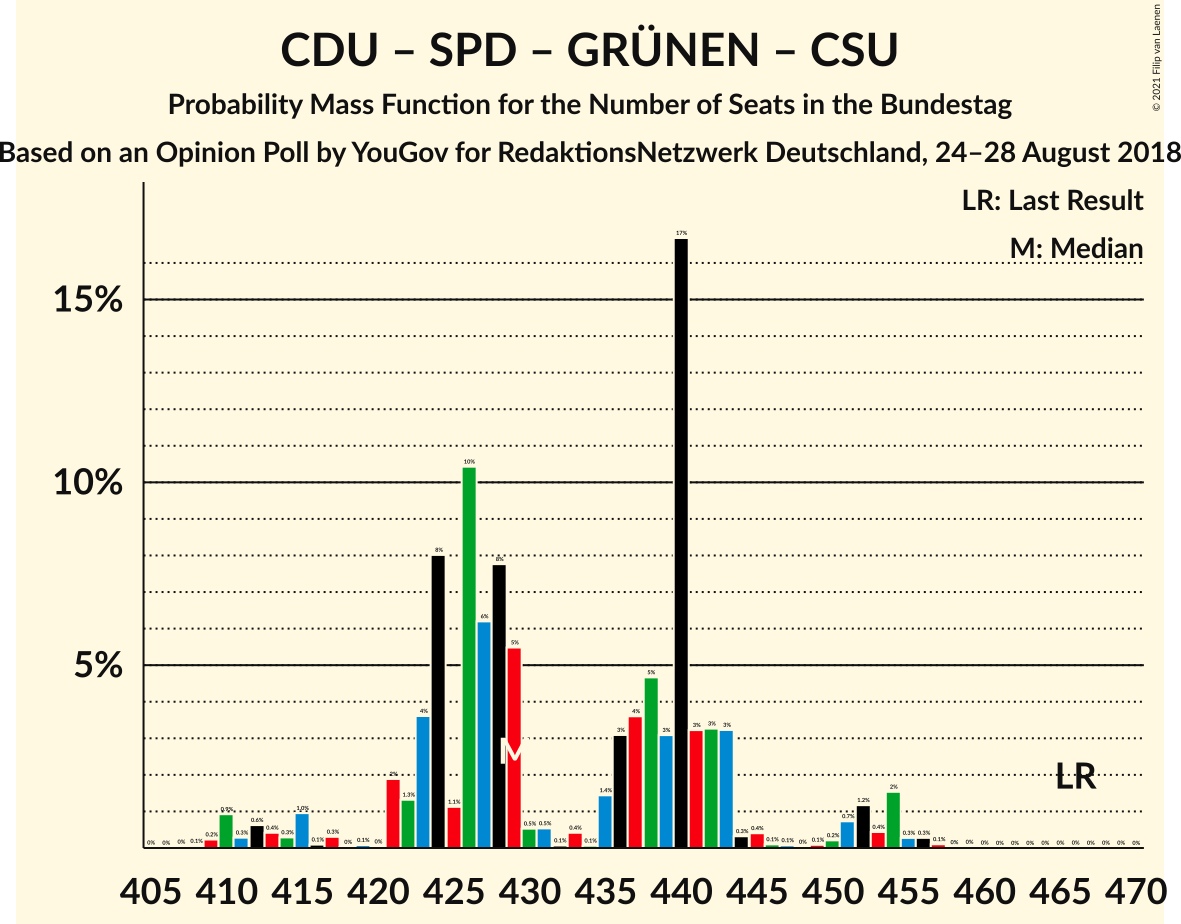 CDU – SPD – GRÜNEN – CSU
Probability Mass Function for the Number of Seats in the Bundestag
Based on an Opinion Poll by YouGov for RedaktionsNetzwerk Deutschland, 24–28 August 2018
© 2021 Filip van Laenen
LR: Last Result
M: Median
15%
10%
5%
0% 0% 0% 0.1% 0.2% 0.9% 0.3% 0.6% 0.4% 0.3% 1.0% 0.1% 0.3% 0% 0.1% 0% 2% 1.3% 4% 8% 1.1% 10% 6% 8% 5% 0.5% 0.5% 0.1% 0.4% 0.1% 1.4% 3% 4% 5% 3% 17% 3% 3% 3% 0.3% 0.4% 0.1% 0.1% 0% 0.1% 0.2% 0.7% 1.2% 0.4% 2% 0.3% 0.3% 0.1% 0% 0% 0% 0% 0% 0% 0% 0% 0% 0% 0% 0% 0%
M
LR
405 410 415 420 425 430 435 440 445 450 455 460 465 470